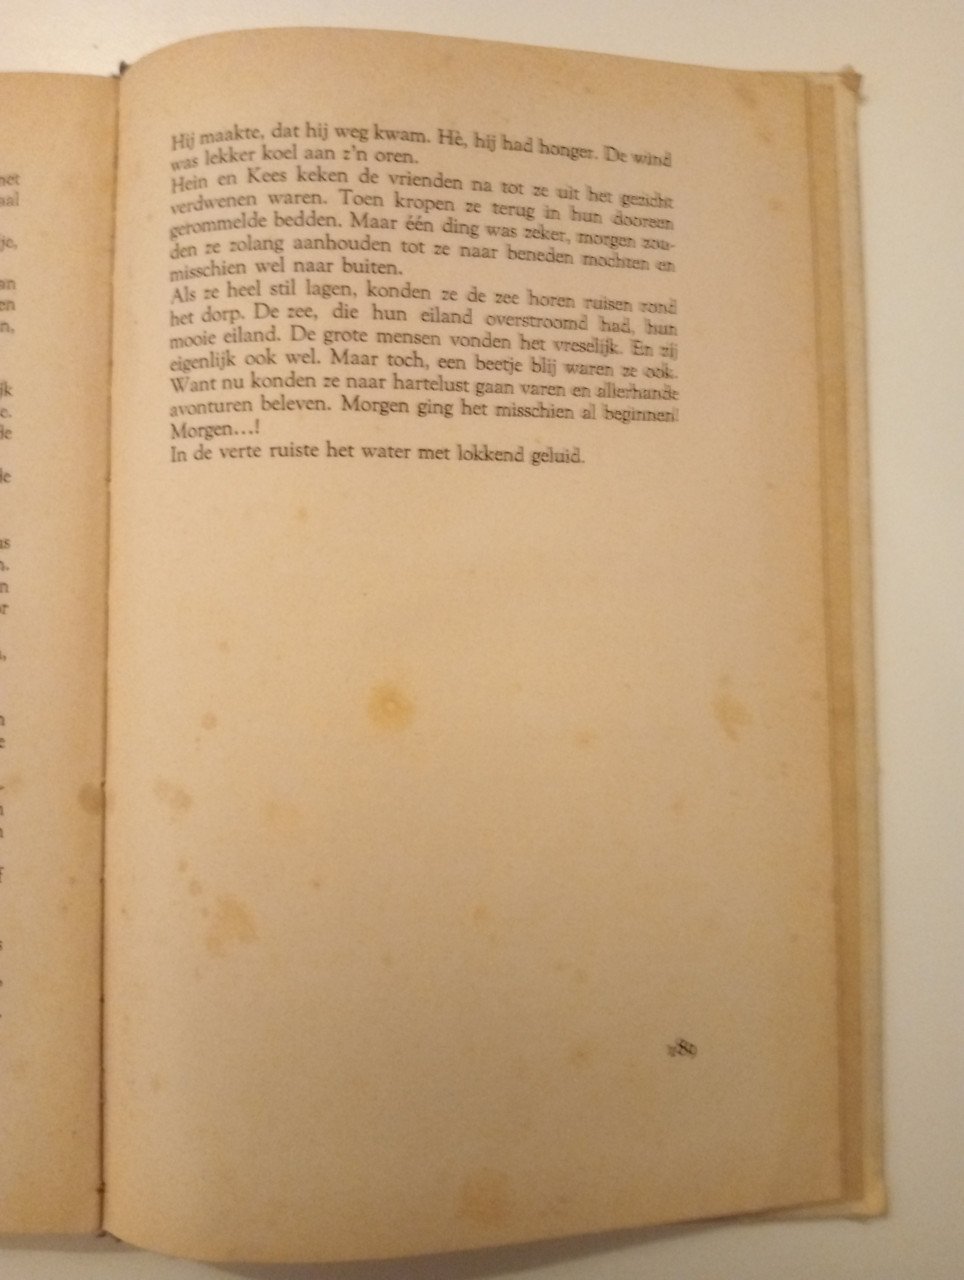 Hij maakte, dat hij weg kwam. Hè, hij had honger. De wind
was lekker koel aan z'n oren.
Hein en Kees keken de vrienden na tot ze uit het gezicht
verdwenen waren. Toen kropen ze terug in hun dooreen
gerommelde bedden. Maar één ding was zeker, morgen zou-
den ze zolang aanhouden tot ze naar beneden mochten en
misschien wel naar buiten.
Als ze heel stil lagen, konden ze de zee horen ruisen rond
het dorp. De zee, die hun eiland overstroomd had, hun
mooie eiland. De grote mensen vonden het vreselijk. En zij
eigenlijk ook wel. Maar toch, een beetje blij waren ze ook.
Want nu konden ze naar hartelust gaan varen en allerhande
avonturen beleven. Morgen ging het misschien al beginnen!
Morgen...!
In de verte ruiste het water met lokkend geluid.